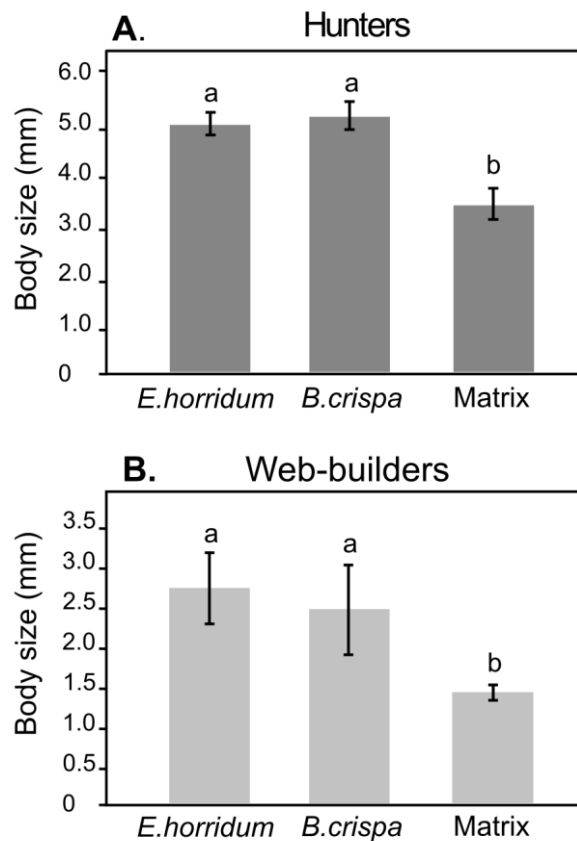 A. Hunters
a
a
b
6.0
5.0
4.0
3.0
2.0
1.0
0
Body size (mm)
E.horridum B.crispa Matrix
B. Web-builders
a
a
b
3.5
3.0
2.5
2.0
1.5
1.0
0.5
0
Body size (mm)
E.horridum B.crispa Matrix